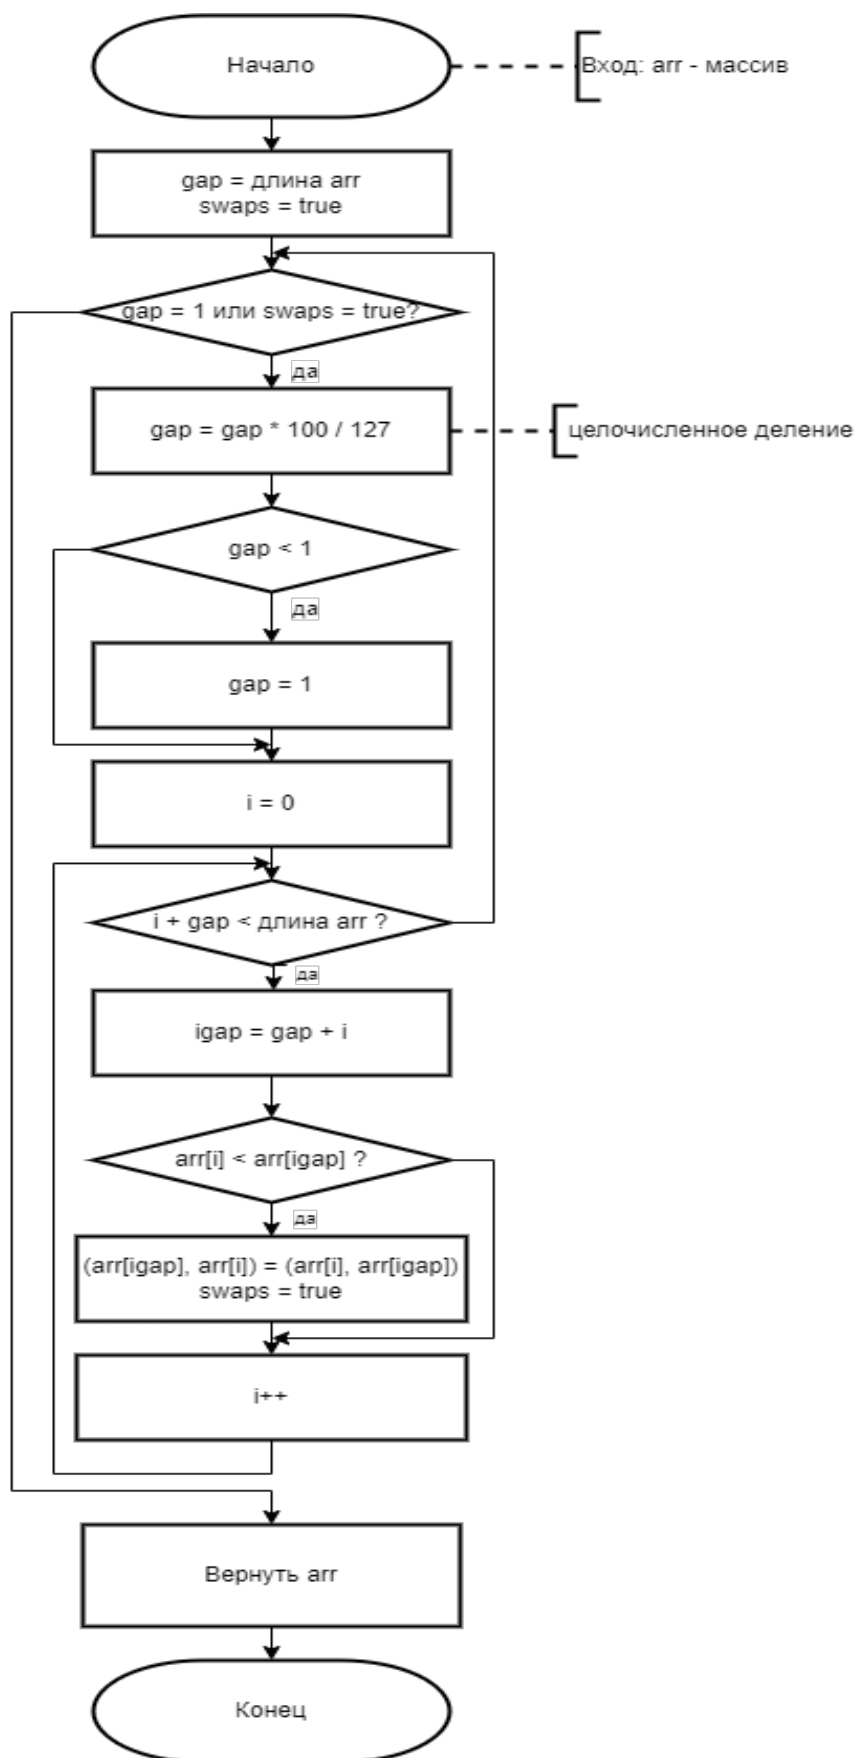 Начало
Вход: arr - массив
gap = длина arr
swaps = true
gap = 1 или swaps = true?
да
gap = gap * 100 / 127
целочисленное деление
gap < 1
да
gap = 1
i = 0
i + gap < длина arr ?
да
igap = gap + i
arr[i] < arr[igap] ?
да
(arr[igap], arr[i]) = (arr[i], arr[igap])
swaps = true
i++
Вернуть arr
Конец